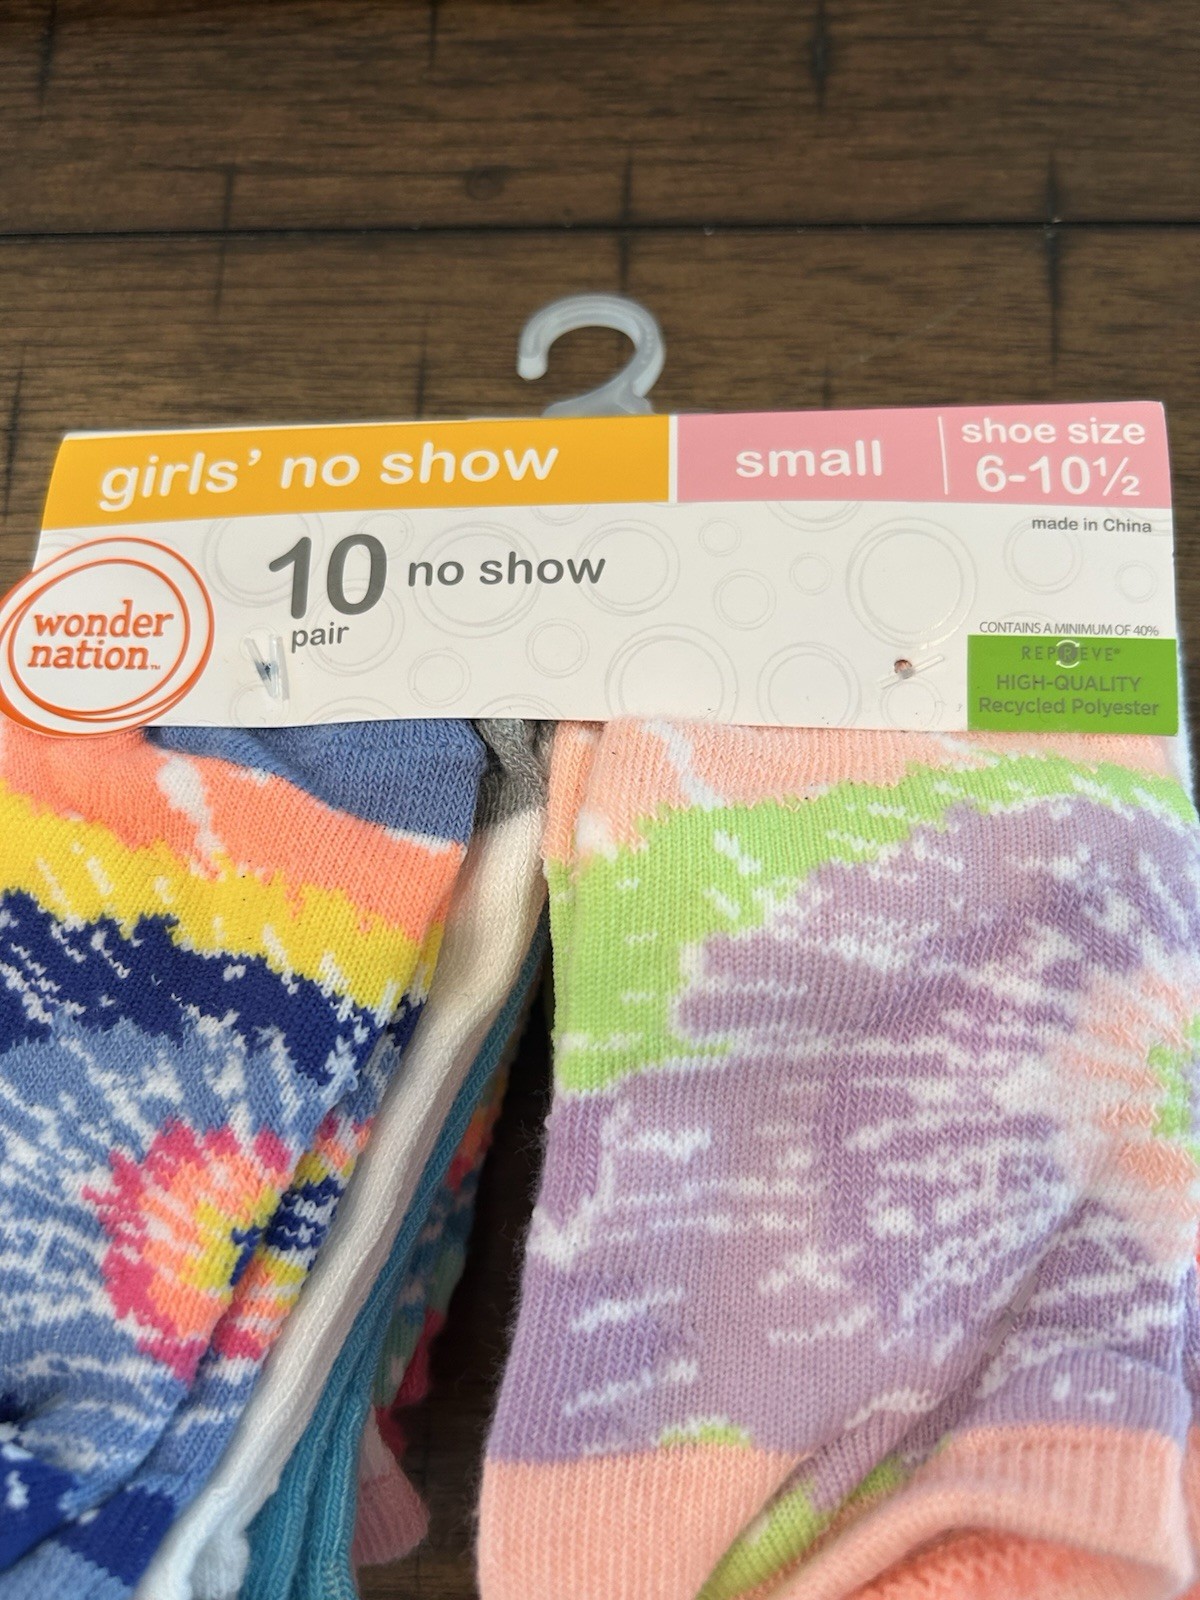 girls' no show
small
shoe size
6-10½
made in China
10 no show
pair
wonder
nation™
CONTAINS A MINIMUM OF 40%
REPREVE®
HIGH-QUALITY
Recycled Polyester